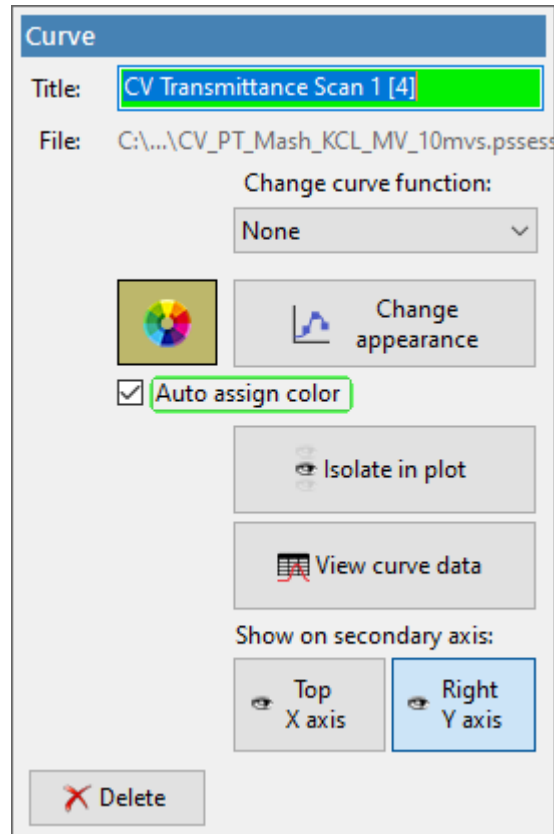 Curve
Title: CV Transmittance Scan 1 [4]
File: C:\...\CV_PT_Mash_KCL_MV_10mvs.pssess
Change curve function:
None
Change
appearance
Auto assign color
Isolate in plot
View curve data
Show on secondary axis:
Top
X axis
Right
Y axis
Delete